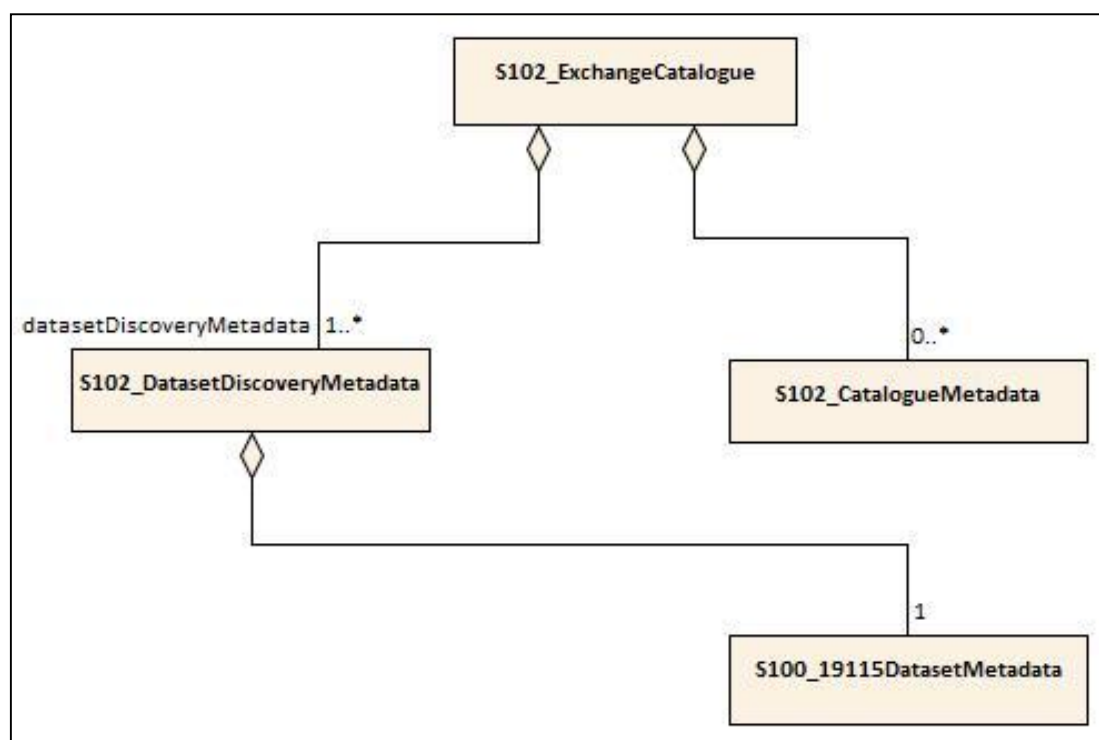 S102_ExchangeCatalogue
datasetDiscoveryMetadata 1..*
0..*
S102_DatasetDiscoveryMetadata
S102_CatalogueMetadata
1
S100_19115DatasetMetadata